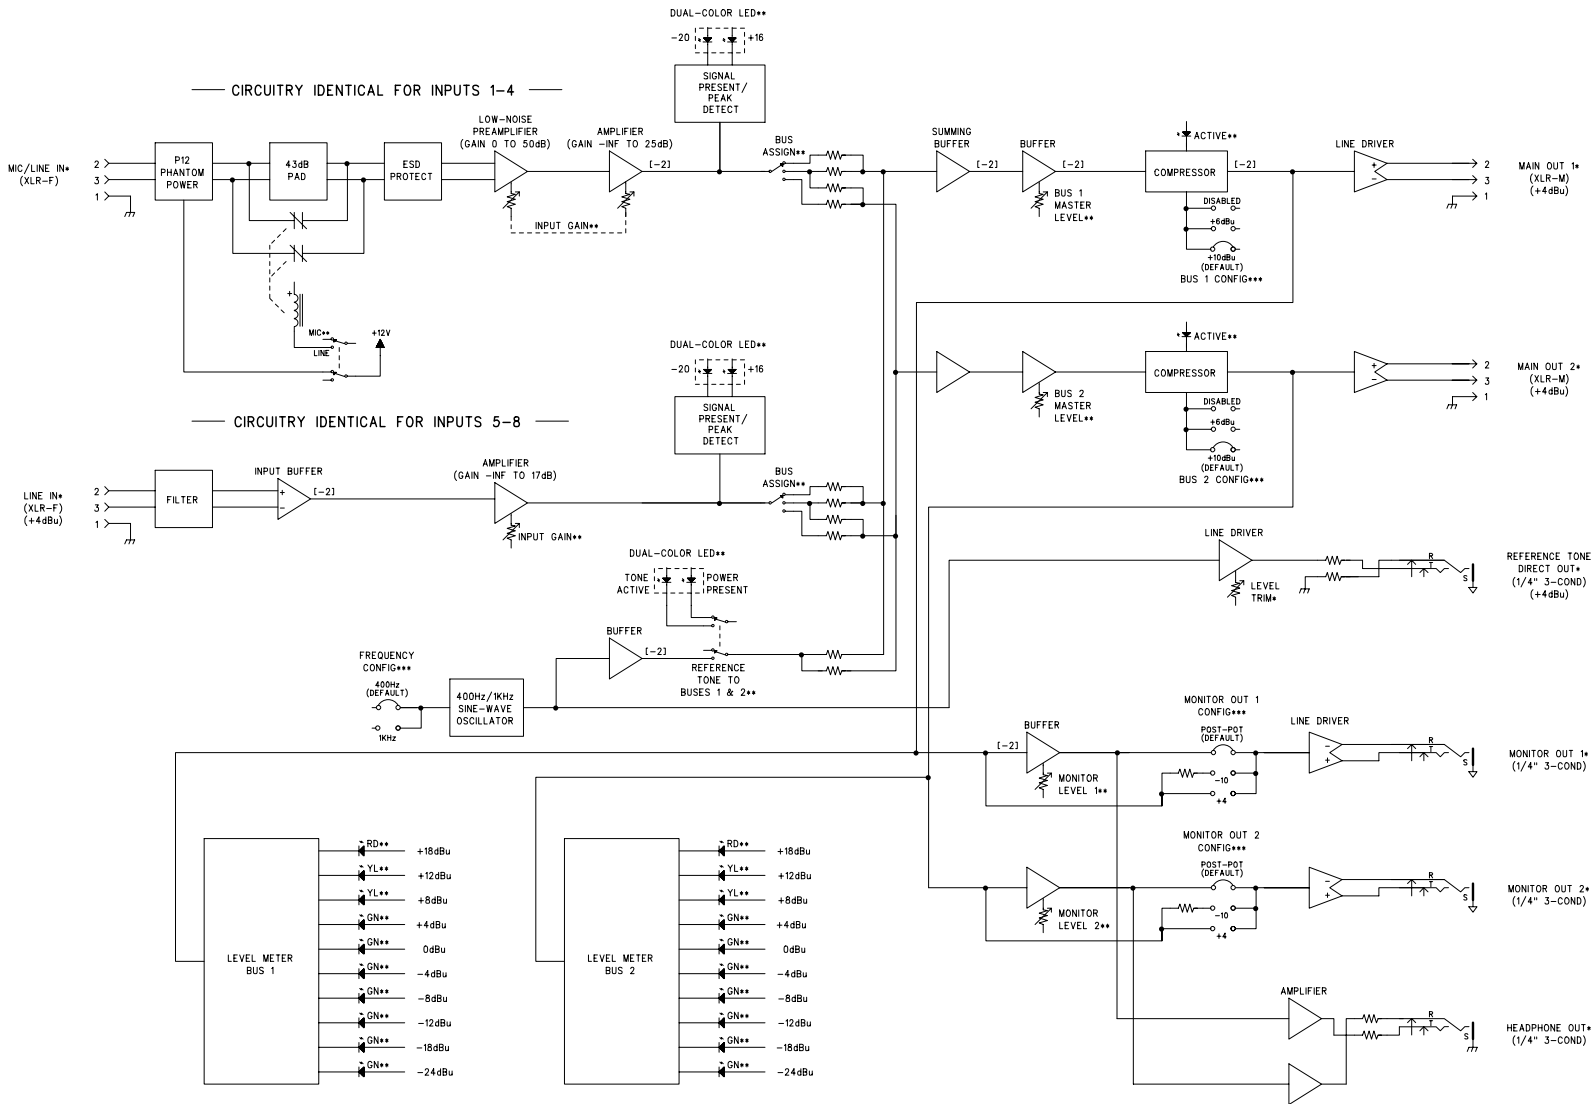 DUAL-COLOR LED**
-20 +16
SIGNAL
PRESENT/
PEAK
DETECT
CIRCUITRY IDENTICAL FOR INPUTS 1-4
MIC/LINE IN*
(XLR-F)
2
3
1
P12
PHANTOM
POWER
43dB
PAD
ESD
PROTECT
LOW-NOISE
PREAMPLIFIER
(GAIN 0 TO 50dB)
AMPLIFIER
(GAIN -INF TO 25dB)
[-2]
INPUT GAIN**
BUS
ASSIGN**
SUMMING
BUFFER
[-2]
BUFFER
[-2]
BUS 1
MASTER
LEVEL**
ACTIVE**
COMPRESSOR
[-2]
DISABLED
+6dBu
+10dBu
(DEFAULT)
BUS 1 CONFIG***
LINE DRIVER
+
-
2
3
1
MAIN OUT 1*
(XLR-M)
(+4dBu)
+
MIC**
LINE
+12V
DUAL-COLOR LED**
-20 +16
SIGNAL
PRESENT/
PEAK
DETECT
BUS 2
MASTER
LEVEL**
ACTIVE**
COMPRESSOR
DISABLED
+6dBu
+10dBu
(DEFAULT)
BUS 2 CONFIG***
+
-
2
3
1
MAIN OUT 2*
(XLR-M)
(+4dBu)
CIRCUITRY IDENTICAL FOR INPUTS 5-8
LINE IN*
(XLR-F)
(+4dBu)
2
3
1
FILTER
INPUT BUFFER
+
-
[-2]
AMPLIFIER
(GAIN -INF TO 17dB)
INPUT GAIN**
BUS
ASSIGN**
LINE DRIVER
LEVEL
TRIM*
R
T
S
REFERENCE TONE
DIRECT OUT*
(1/4" 3-COND)
(+4dBu)
DUAL-COLOR LED**
TONE
ACTIVE
POWER
PRESENT
BUFFER
[-2]
REFERENCE
TONE TO
BUSES 1 & 2**
FREQUENCY
CONFIG***
400Hz
(DEFAULT)
1KHz
400Hz/1KHz
SINE-WAVE
OSCILLATOR
[-2]
BUFFER
MONITOR
LEVEL 1**
MONITOR OUT 1
CONFIG***
POST-POT
(DEFAULT)
-10
+4
LINE DRIVER
-
+
R
T
S
MONITOR OUT 1*
(1/4" 3-COND)
MONITOR
LEVEL 2**
MONITOR OUT 2
CONFIG***
POST-POT
(DEFAULT)
-10
+4
-
+
R
T
S
MONITOR OUT 2*
(1/4" 3-COND)
LEVEL METER
BUS 1
RD** +18dBu
YL** +12dBu
YL** +8dBu
GN** +4dBu
GN** 0dBu
GN** -4dBu
GN** -8dBu
GN** -12dBu
GN** -18dBu
GN** -24dBu
LEVEL METER
BUS 2
RD** +18dBu
YL** +12dBu
YL** +8dBu
GN** +4dBu
GN** 0dBu
GN** -4dBu
GN** -8dBu
GN** -12dBu
GN** -18dBu
GN** -24dBu
AMPLIFIER
R
T
S
HEADPHONE OUT*
(1/4" 3-COND)